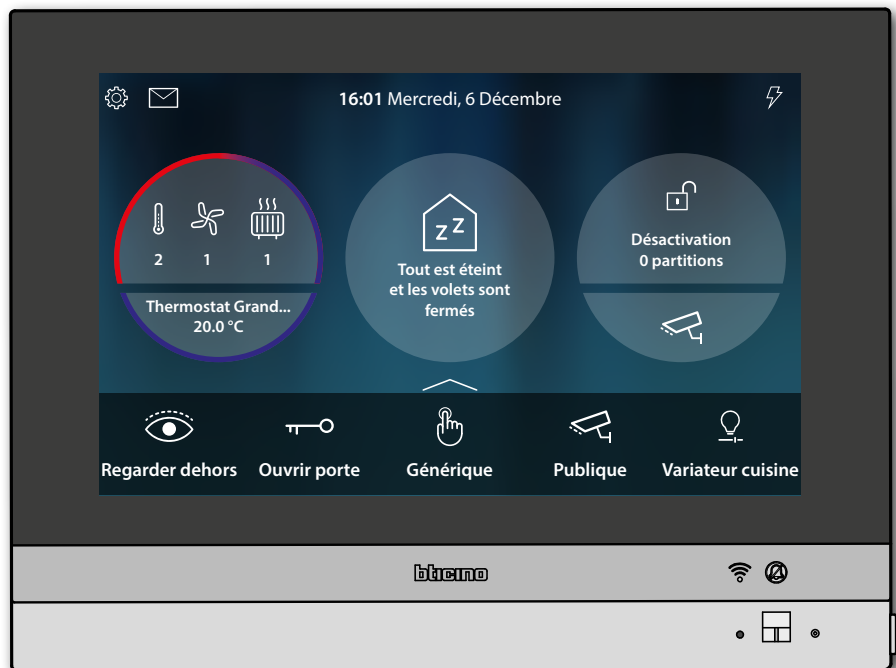 16:01 Mercredi, 6 Décembre
2 1 1
Thermostat Grand...
20.0 °C
zz
Tout est éteint
et les volets sont
fermés
Désactivation
0 partitions
Regarder dehors Ouvrir porte Générique Publique Variateur cuisine
bticino